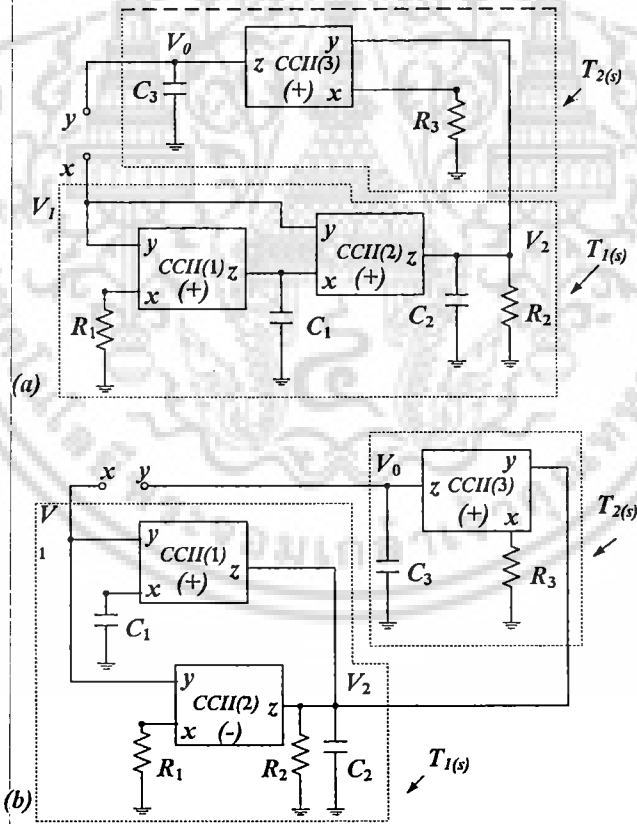 V0
z CCII(3) y
(+) x
C3
R3
T2(s)
y
x
V1
y CCII(1) z
(+)
x
R1
C1
y
CCII(2) z
x (+)
V2
C2
R2
T1(s)
(a)
x y
V
1
y CCII(1) z
x (+)
C1
V0
z CCII(3) y
(+) x
C3
R3
T2(s)
y
CCII(2) z
x (-)
V2
R1
R2
C2
T1(s)
(b)